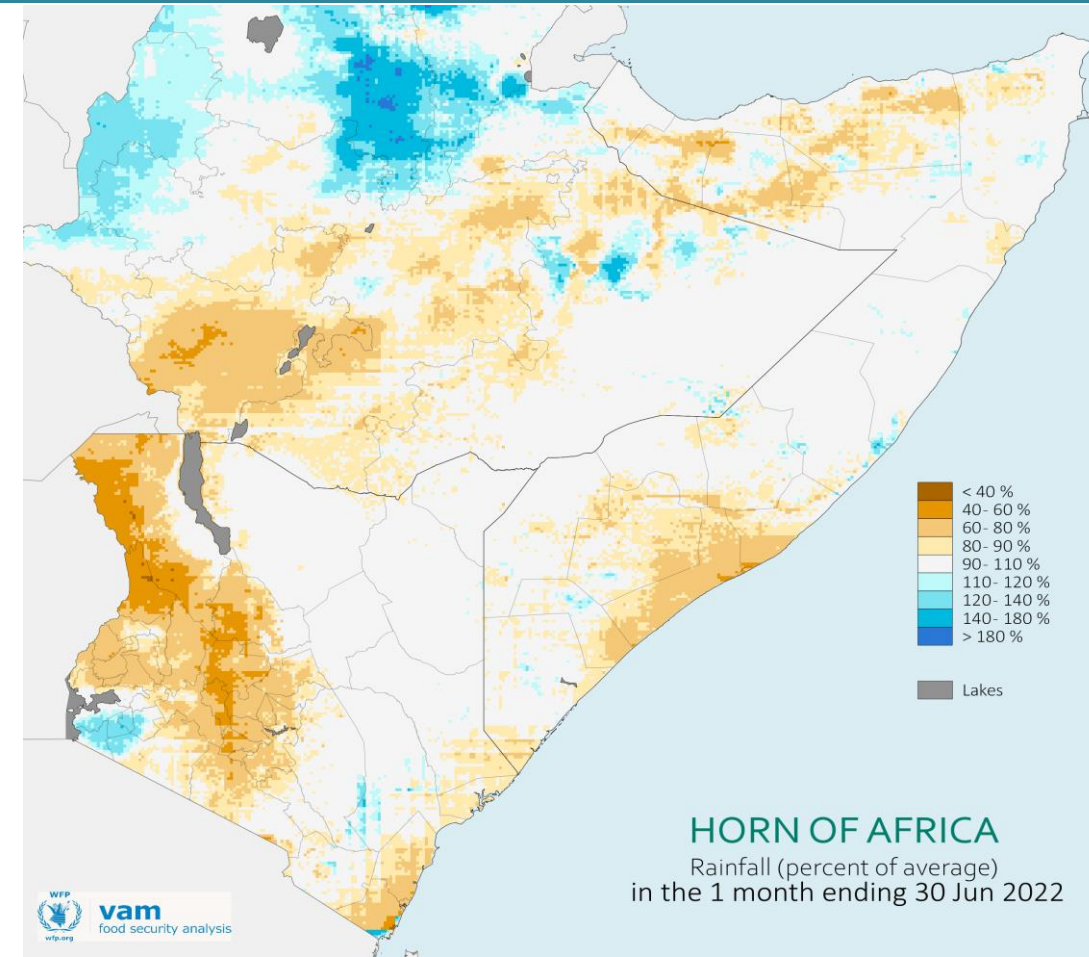 < 40 %
40- 60 %
60- 80 %
80- 90 %
90- 110 %
110- 120 %
120- 140 %
140- 180 %
> 180 %
Lakes
HORN OF AFRICA
Rainfall (percent of average)
in the 1 month ending 30 Jun 2022
WFP
wfp.org
vam
food security analysis